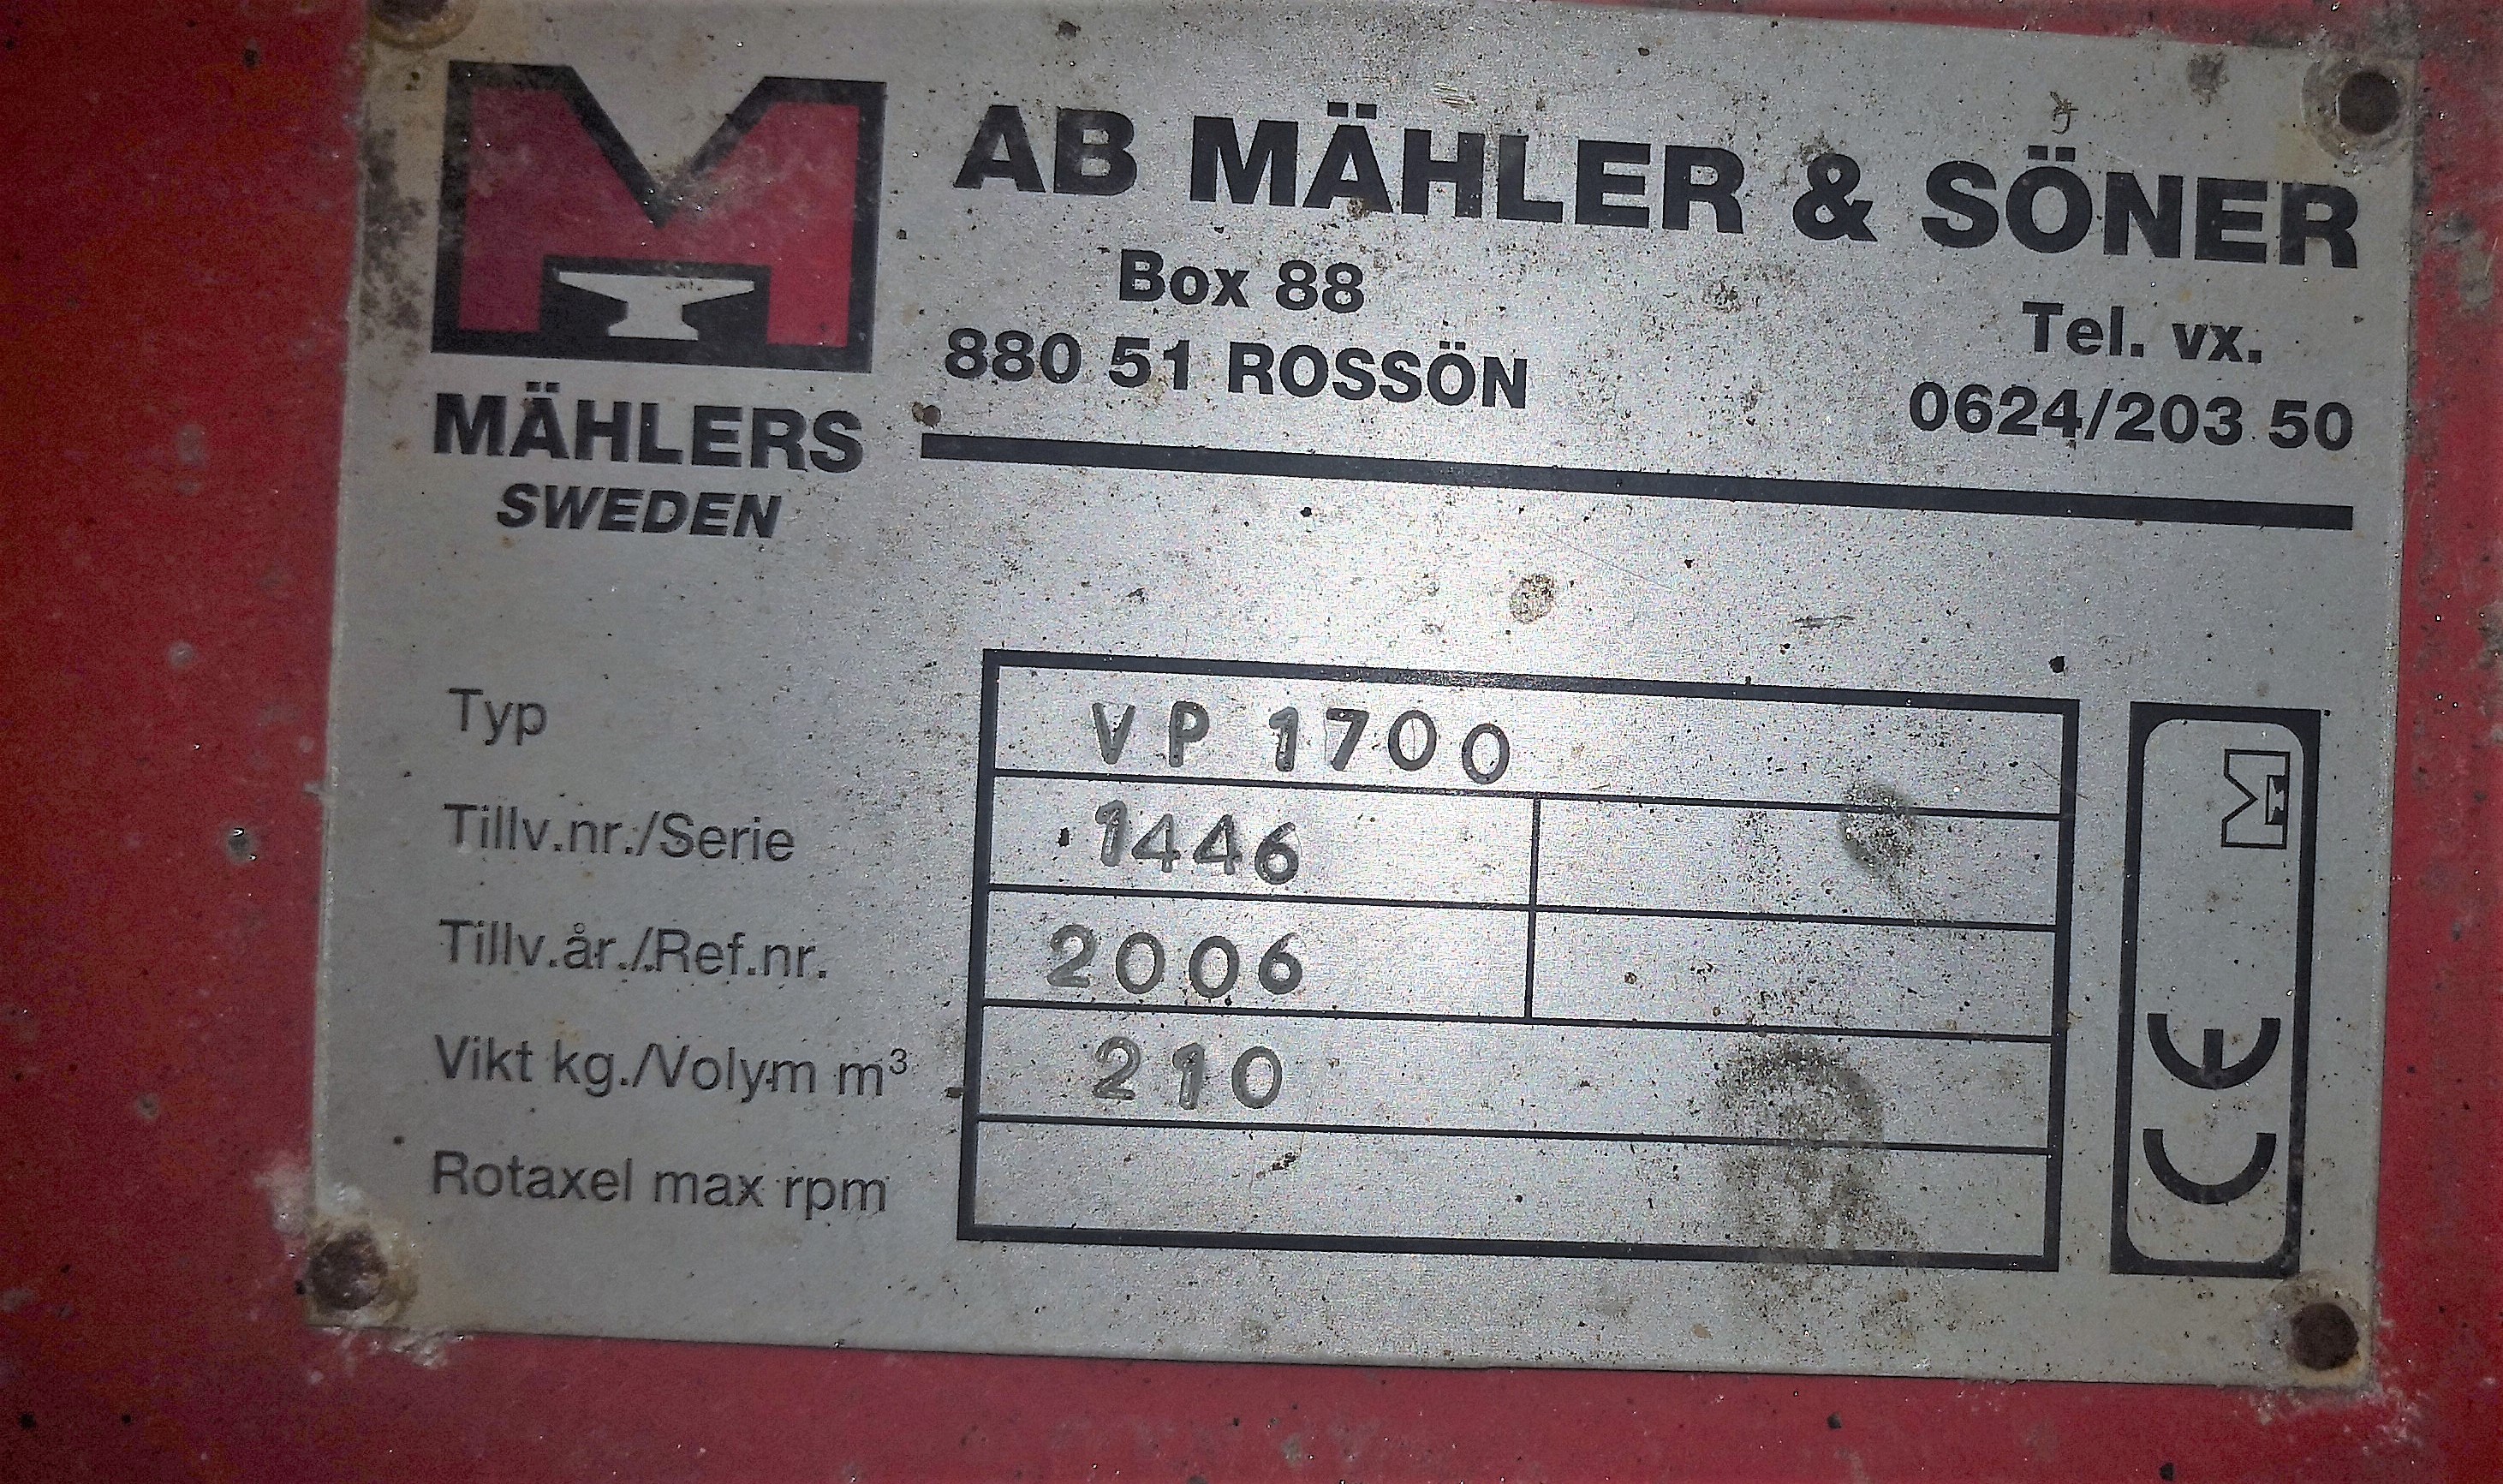 AB MÄHLER & SÖNER
Box 88
880 51 ROSSÖN
Tel. vx.
0624/203 50
MÄHLERS
SWEDEN
Typ VP 1700
Tillv.nr./Serie 1446
Tillv.år./Ref.nr. 2006
Vikt kg./Volym m³ 210
Rotaxel max rpm
M
CE